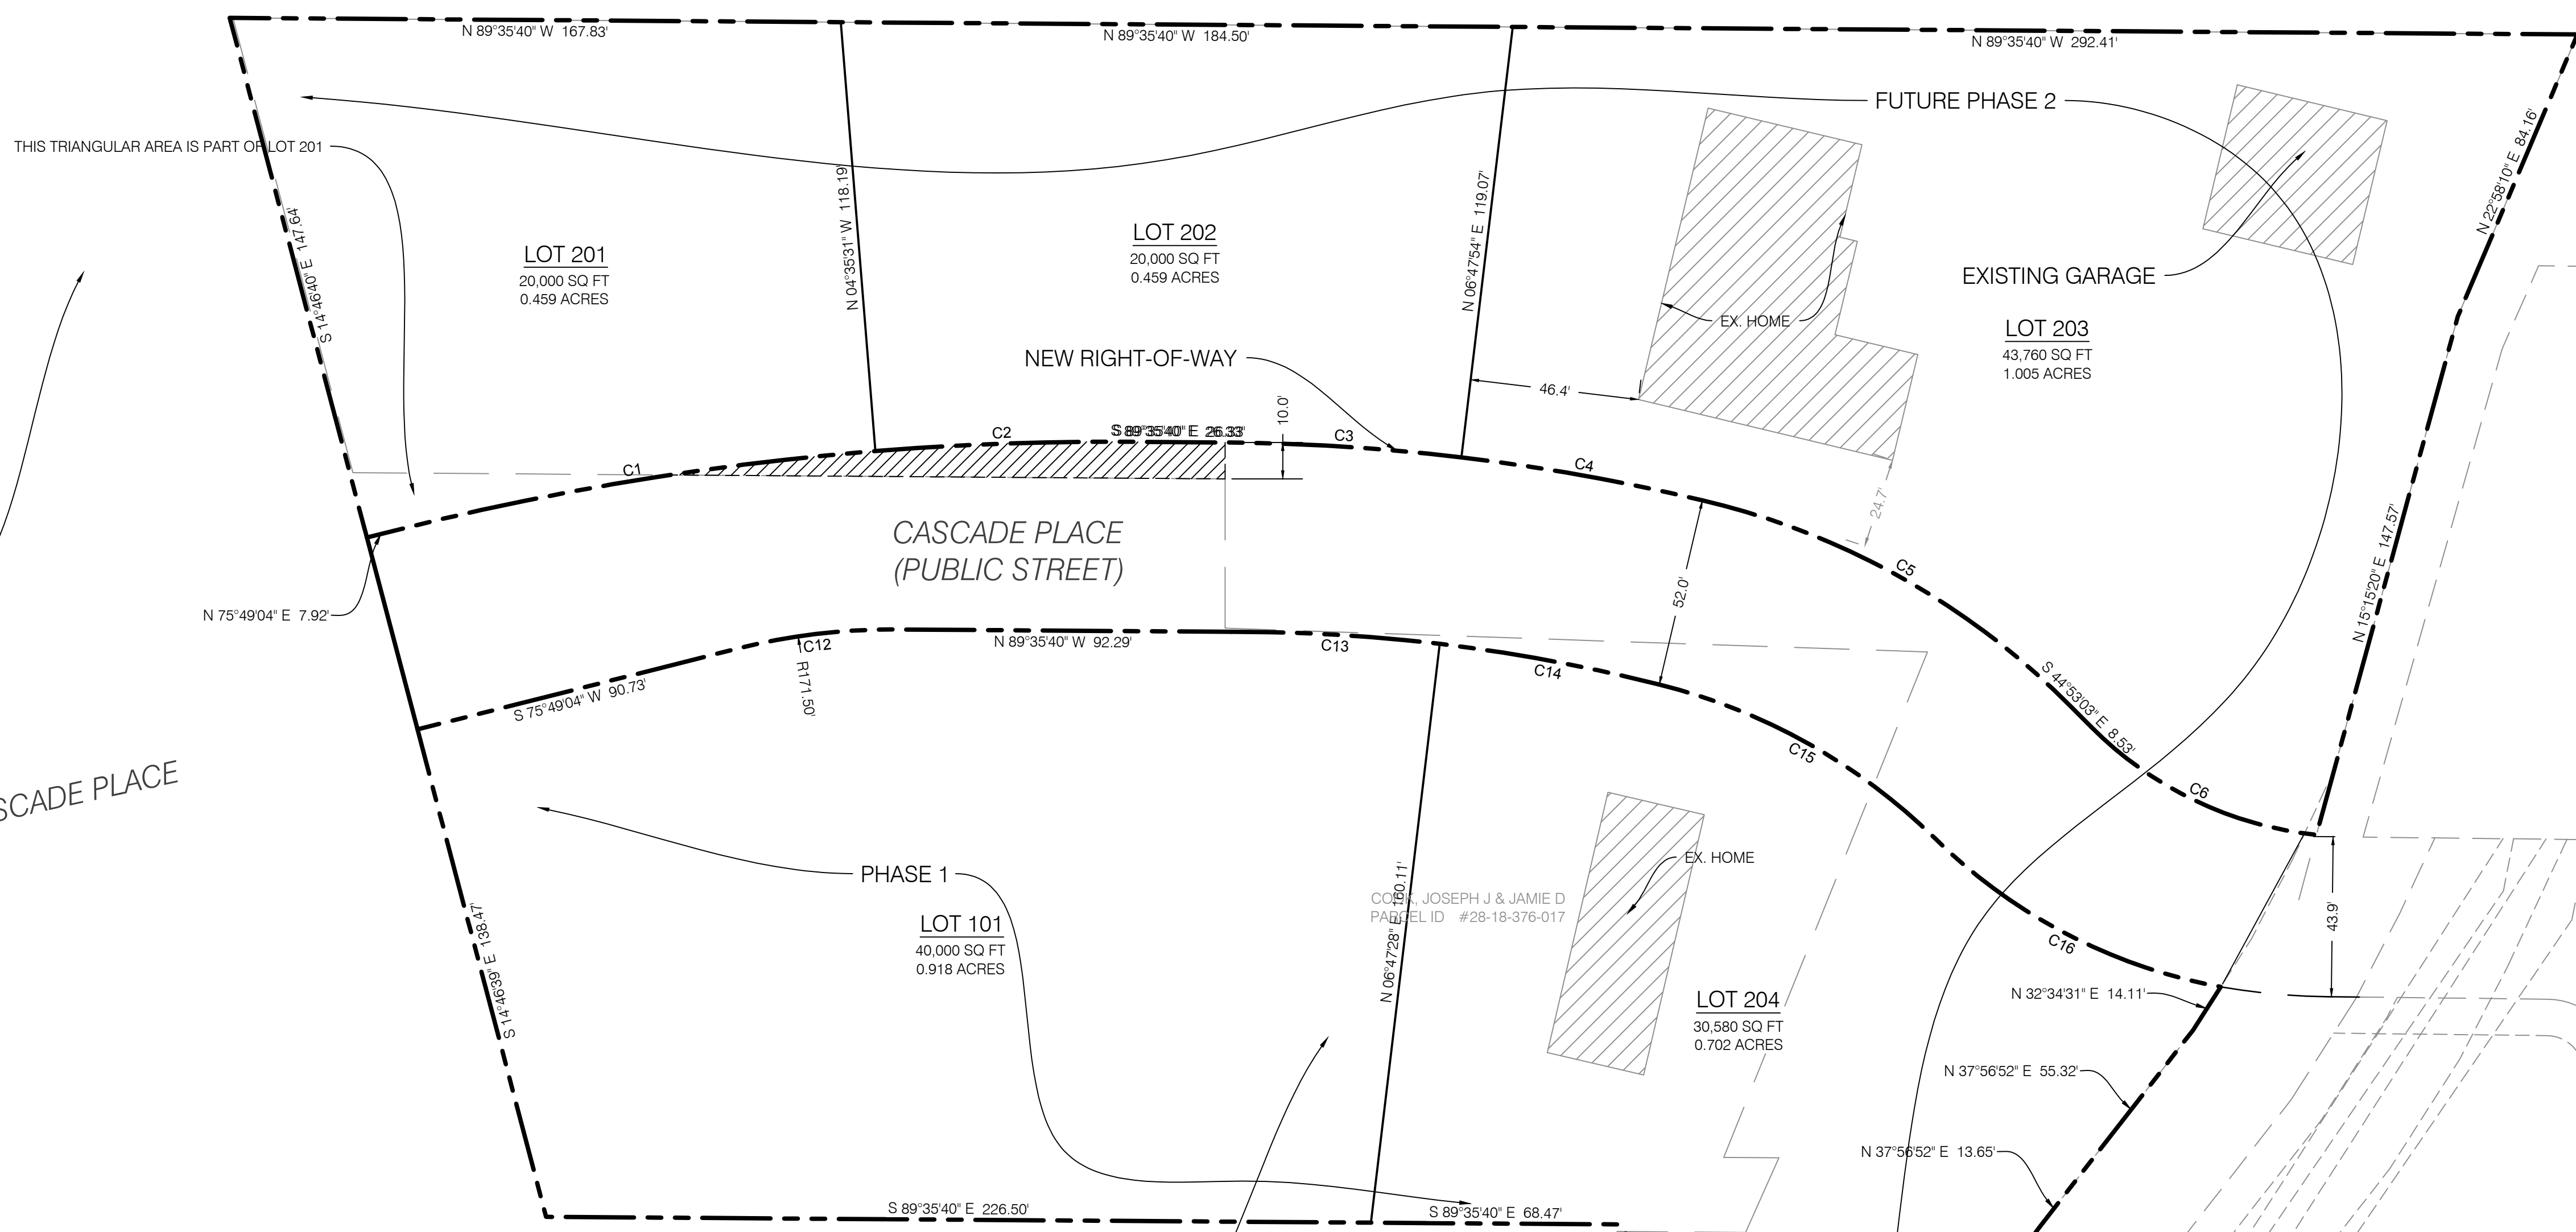 N 89°35'40" W  167.83'
N 89°35'40" W  184.50'
N 89°35'40" W  292.41'
FUTURE PHASE 2
THIS TRIANGULAR AREA IS PART OF LOT 201
S 14°46'40" E  147.64'
N 04°35'31" W  118.19'
N 06°47'54" E  119.07'
N 22°58'10" E  84.16'
LOT 201
20,000 SQ FT
0.459 ACRES
LOT 202
20,000 SQ FT
0.459 ACRES
EXISTING GARAGE
EX. HOME
LOT 203
43,760 SQ FT
1.005 ACRES
NEW RIGHT-OF-WAY
46.4'
10.0'
C1
C2
S 89°35'40" E  26.33'
C3
C4
24.7'
CASCADE PLACE
(PUBLIC STREET)
52.0'
C5
N 15°15'20" E  147.57'
N 75°49'04" E  7.92'
S 75°49'04" W  90.73'
C12
R171.50'
N 89°35'40" W  92.29'
C13
C14
C15
S 44°53'03" E  8.53'
C6
SCADE PLACE
PHASE 1
LOT 101
40,000 SQ FT
0.918 ACRES
S 14°46'39" E  138.47'
N 06°47'28" E  160.11'
EX. HOME
COOK, JOSEPH J & JAMIE D
PARCEL ID   #28-18-376-017
43.9'
C16
LOT 204
30,580 SQ FT
0.702 ACRES
N 32°34'31" E  14.11'
N 37°56'52" E  55.32'
N 37°56'52" E  13.65'
S 89°35'40" E  226.50'
S 89°35'40" E  68.47'